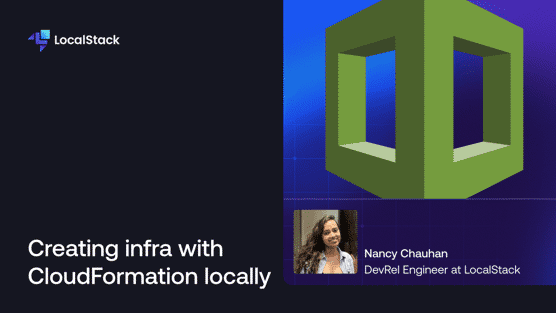 LocalStack
Creating infra with
CloudFormation locally
Nancy Chauhan
DevRel Engineer at LocalStack